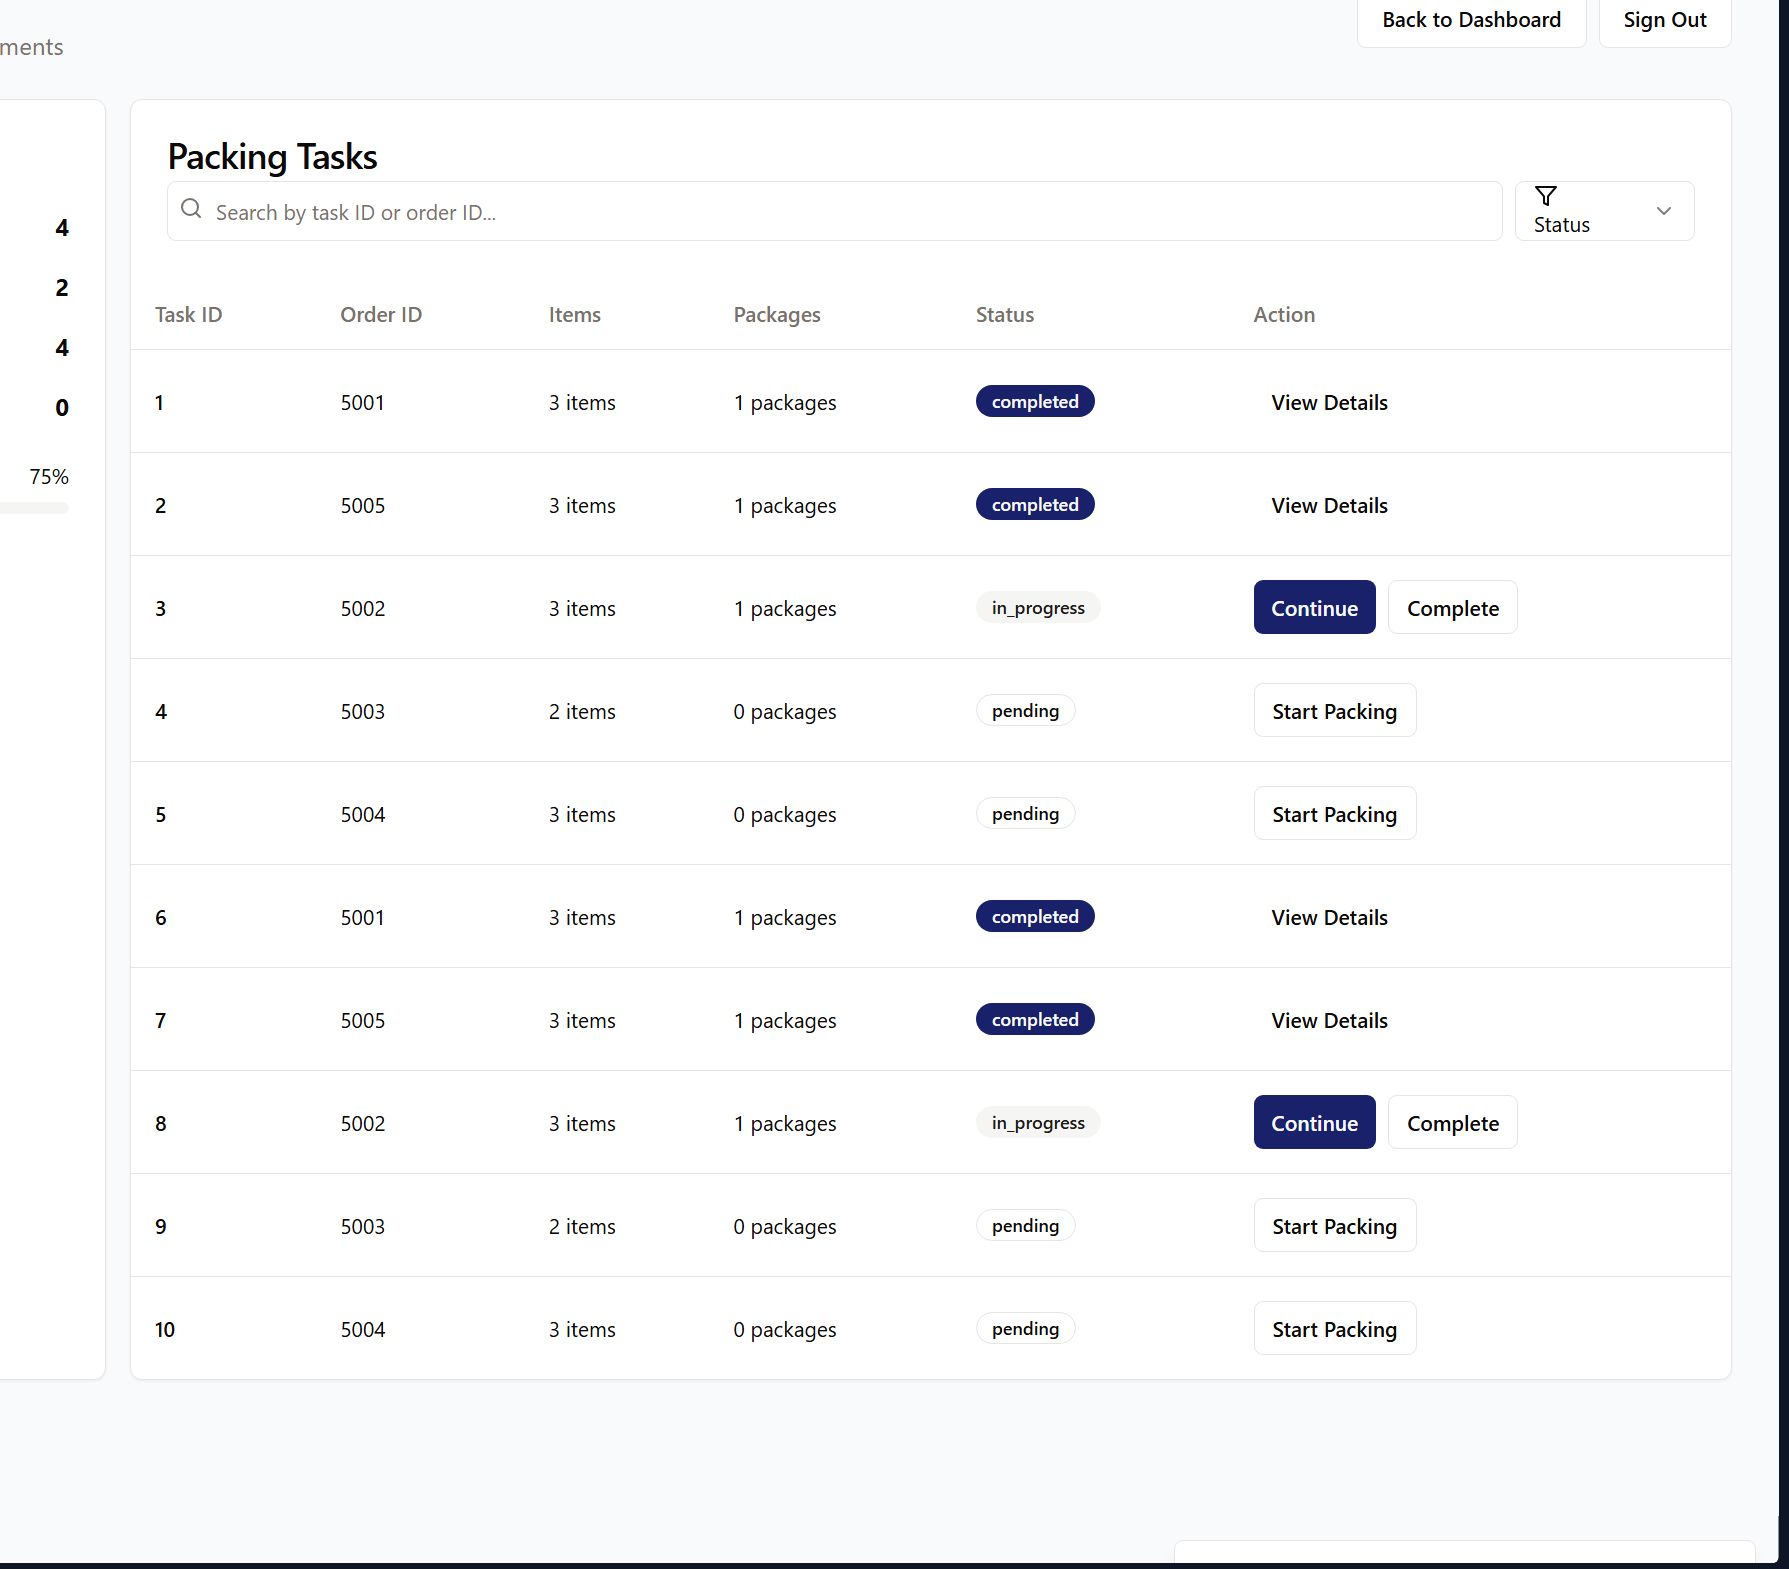 Back to Dashboard
Sign Out
ments
4
2
4
0
75%
Packing Tasks
Search by task ID or order ID...
Status
Task ID Order ID Items Packages Status Action
1 5001 3 items 1 packages completed View Details
2 5005 3 items 1 packages completed View Details
3 5002 3 items 1 packages in_progress Continue Complete
4 5003 2 items 0 packages pending Start Packing
5 5004 3 items 0 packages pending Start Packing
6 5001 3 items 1 packages completed View Details
7 5005 3 items 1 packages completed View Details
8 5002 3 items 1 packages in_progress Continue Complete
9 5003 2 items 0 packages pending Start Packing
10 5004 3 items 0 packages pending Start Packing